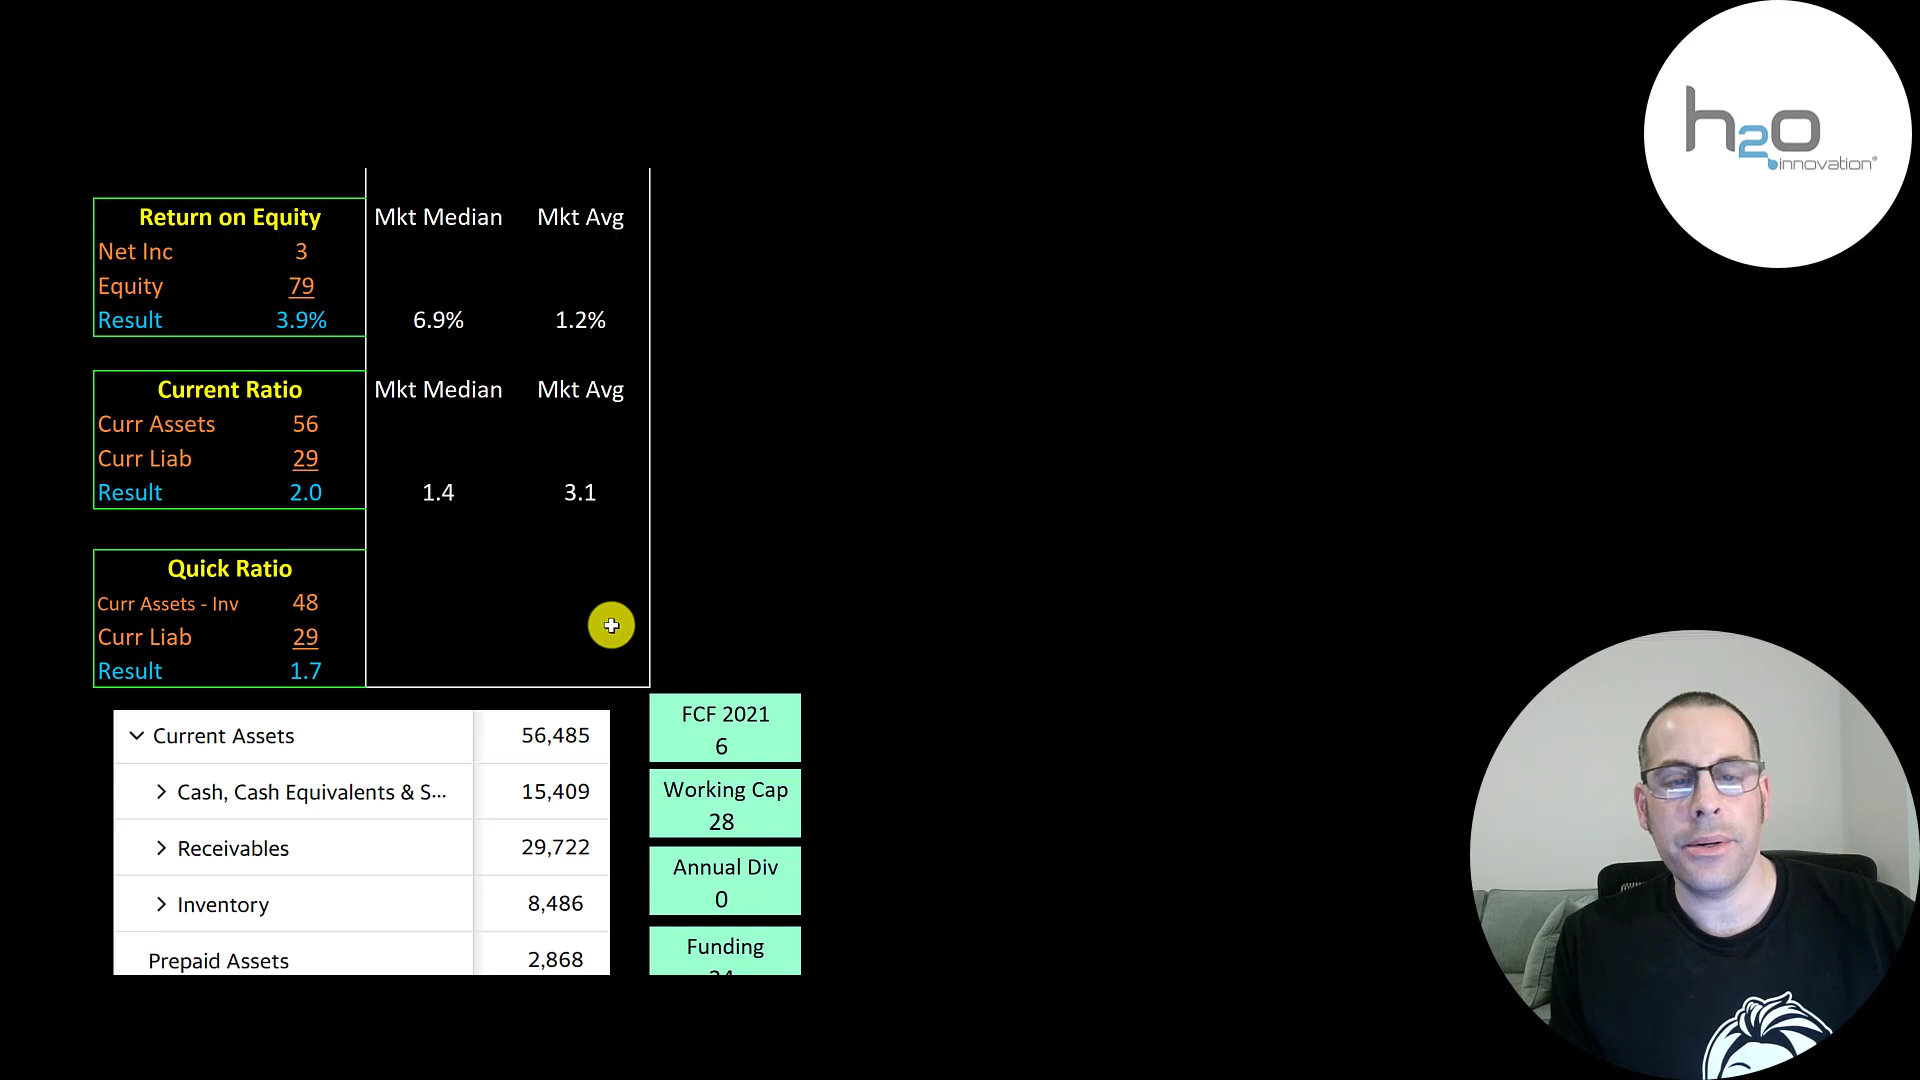 h2o
innovation®
Return on Equity Mkt Median Mkt Avg
Net Inc 3
Equity 79
Result 3.9% 6.9% 1.2%
Current Ratio Mkt Median Mkt Avg
Curr Assets 56
Curr Liab 29
Result 2.0 1.4 3.1
Quick Ratio
Curr Assets - Inv 48
Curr Liab 29
Result 1.7
Current Assets 56,485
Cash, Cash Equivalents & S... 15,409
Receivables 29,722
Inventory 8,486
Prepaid Assets 2,868
FCF 2021
6
Working Cap
28
Annual Div
0
Funding